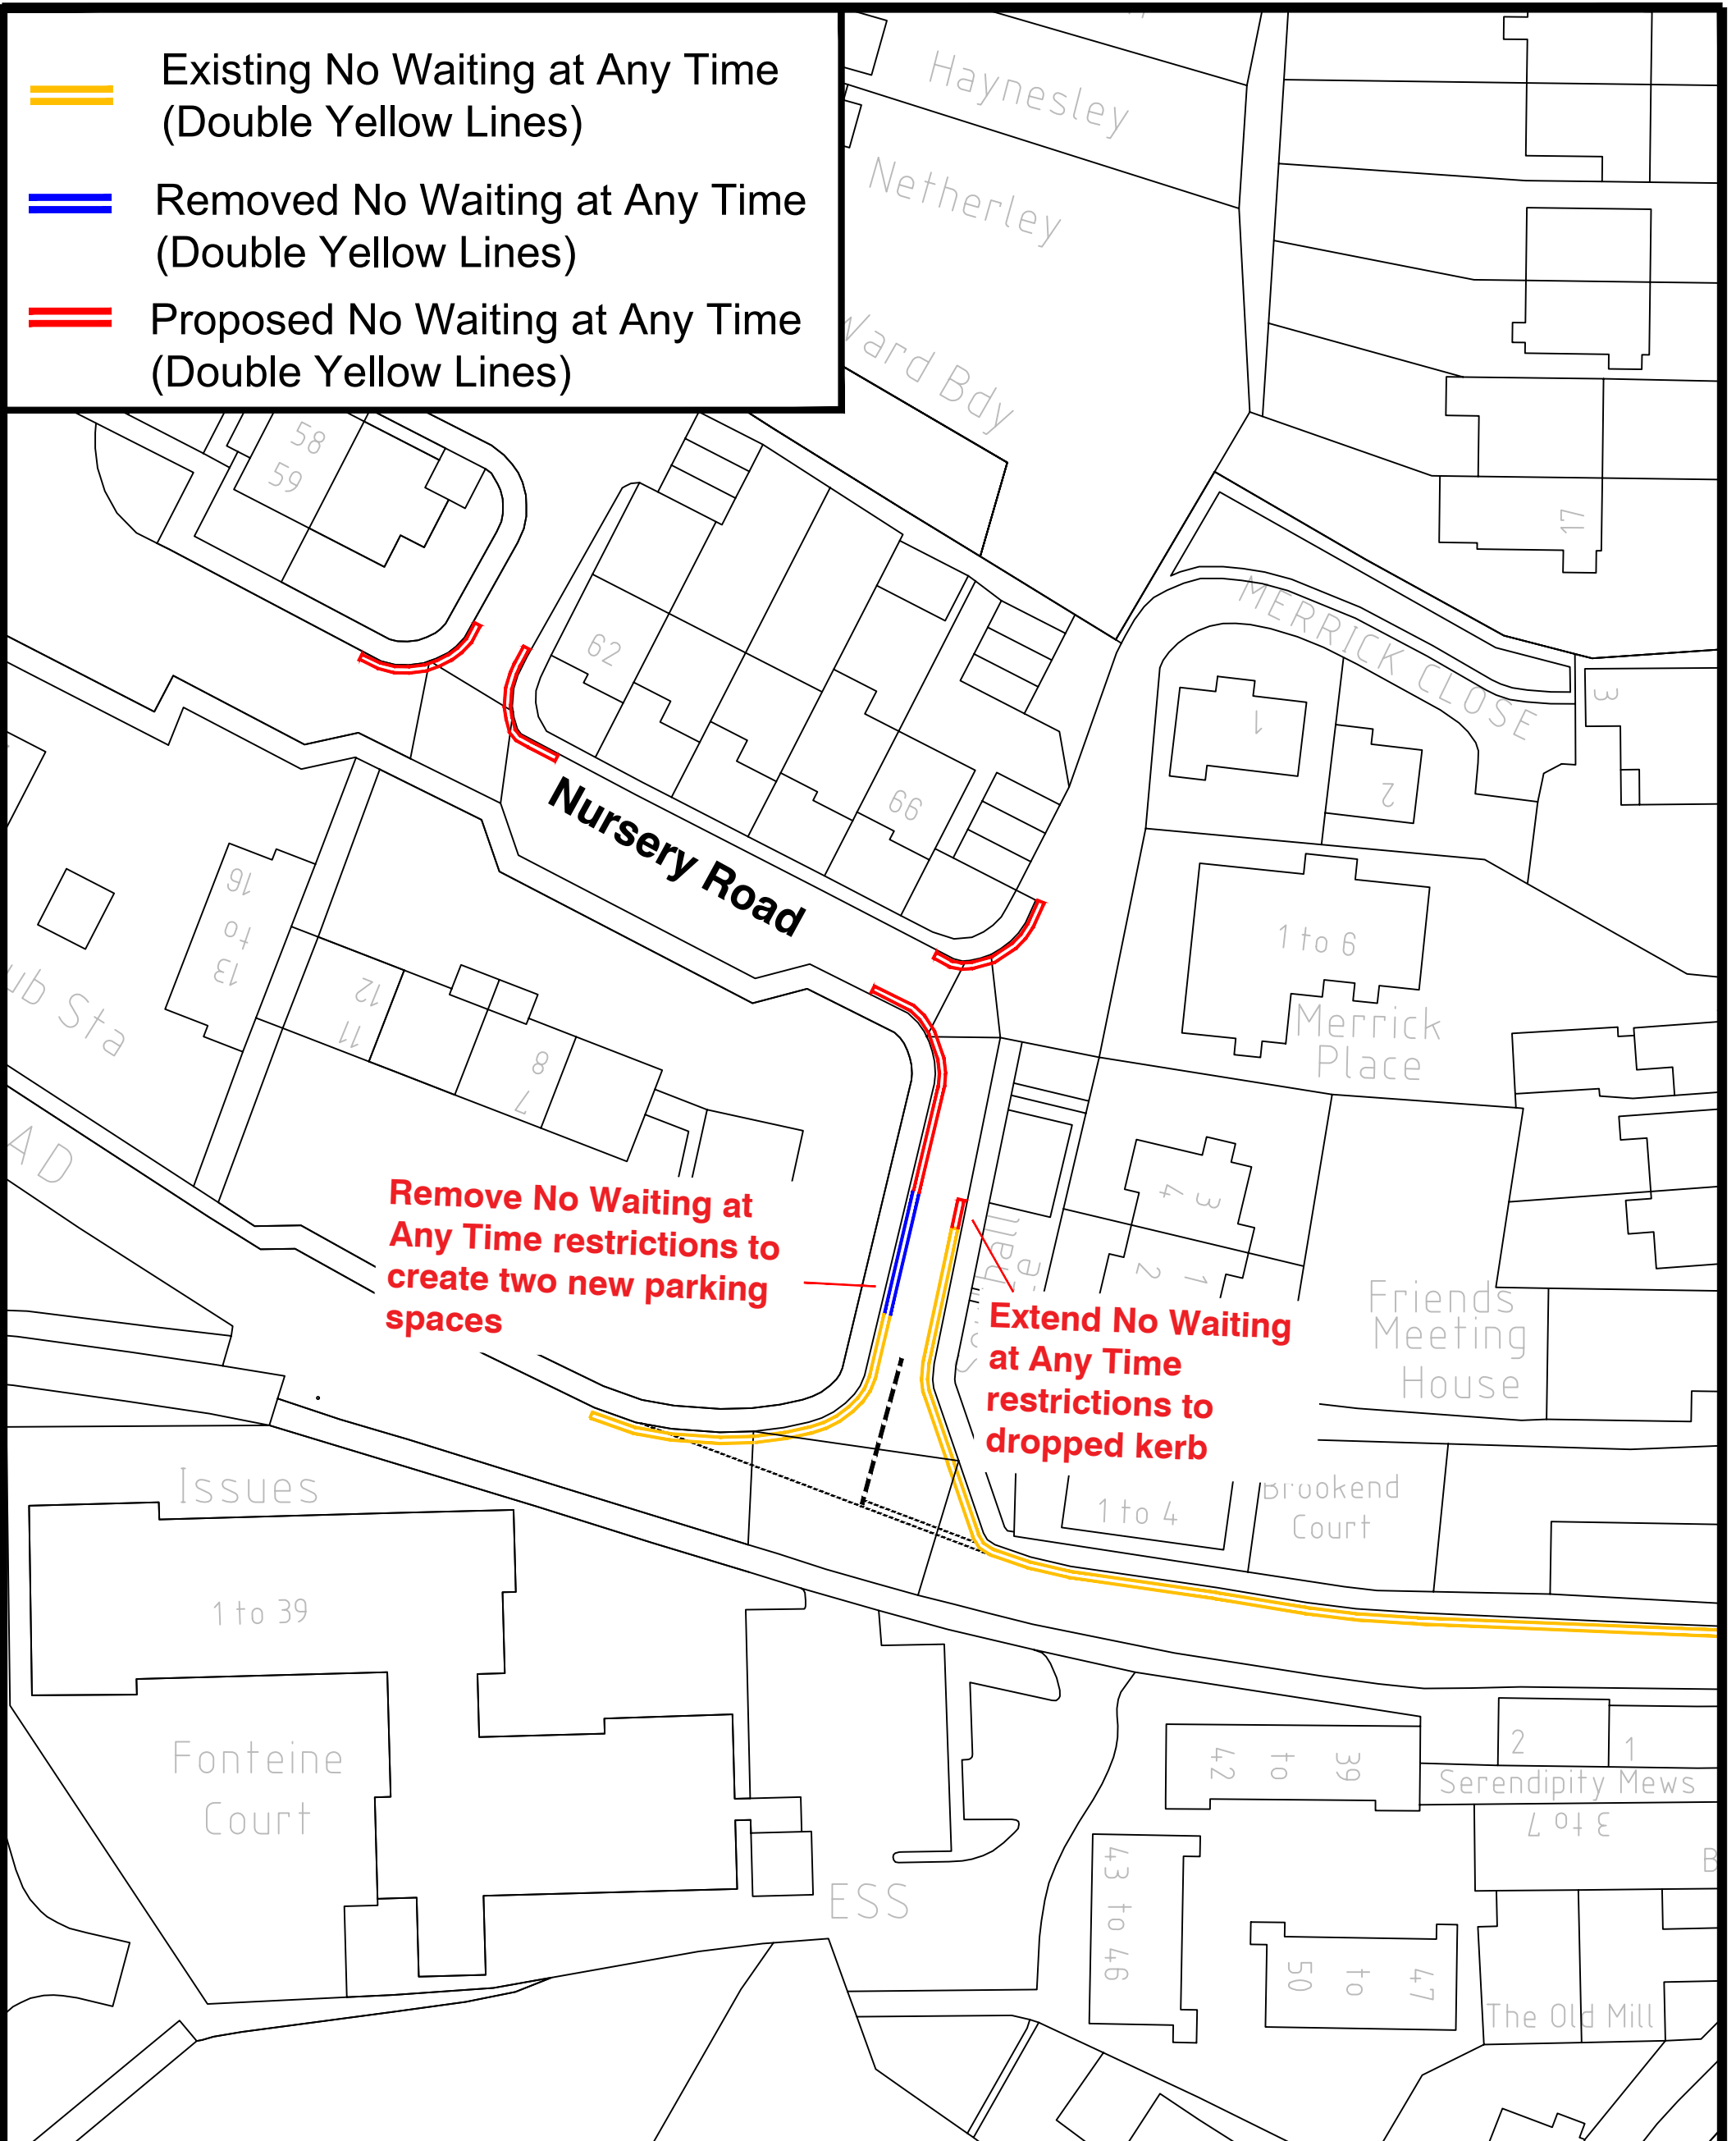 Existing No Waiting at Any Time
(Double Yellow Lines)
Removed No Waiting at Any Time
(Double Yellow Lines)
Proposed No Waiting at Any Time
(Double Yellow Lines)
Haynesley
Netherley
Ward Bdy
58
59
17
MERRICK CLOSE
62
3
1
2
66
Nursery Road
16
to
13
1 to 6
Merrick
Place
ub Sta
12
11
8
7
AD
3
4
1
2
Remove No Waiting at
Any Time restrictions to
create two new parking
spaces
Friends
Meeting
House
Extend No Waiting
at Any Time
restrictions to
dropped kerb
Issues
1 to 4
Brookend
Court
1 to 39
Fonteine
Court
42 to 39
2
1
Serendipity Mews
3 to 7
B
43 to 46
ESS
50 to 47
The Old Mill